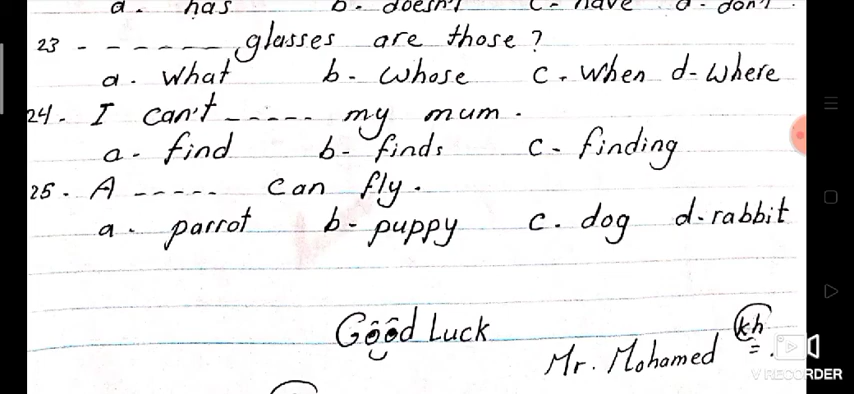 a. has b. doesn't c- have d- don't
23 - - - - - - - glasses are those?
a. what b- whose c. when d- where
24. I can't - - - - - my mum.
a- find b- finds c- finding
25. A - - - - - can fly.
a. parrot b- puppy c. dog d- rabbit
Good Luck
Mr. Mohamed kh
V RECORDER